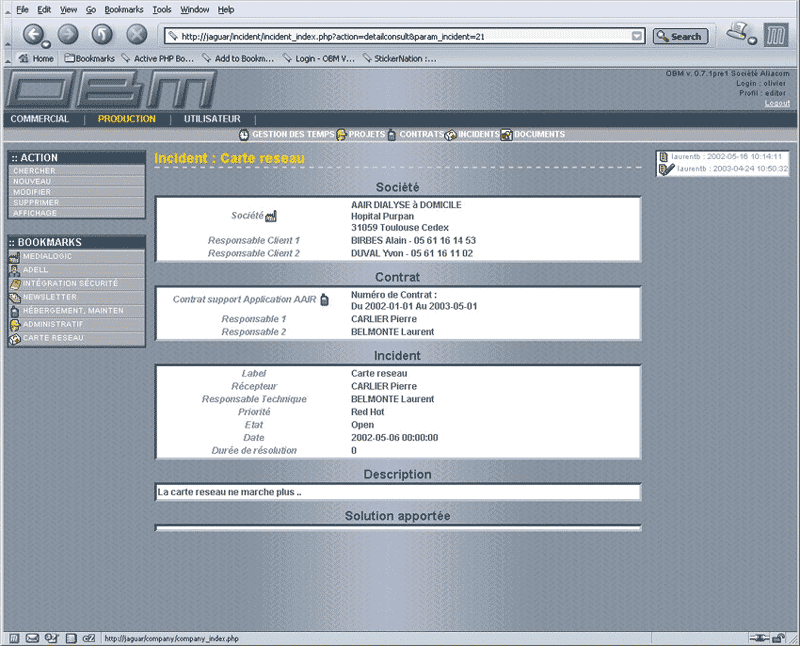 File Edit View Go Bookmarks Tools Window Help
http://jaguar/incident/incident_index.php?action=detailconsult&param_incident=21
Search
Home Bookmarks Active PHP Bo... Add to Bookm... Login - OBM V... StickerNation :...
OBM
OBM v. 0.7.1pre1 Société Aliasom
Login : olivier
Profil : editor
Logout
COMMERCIAL | PRODUCTION | UTILISATEUR |
GESTION DES TEMPS PROJETS CONTRATS INCIDENTS DOCUMENTS
:: ACTION
CHERCHER
NOUVEAU
MODIFIER
SUPPRIMER
AFFICHAGE
:: BOOKMARKS
MEDIALOGIC
ADELL
INTÉGRATION SÉCURITÉ
NEWSLETTER
HÉBERGEMENT, MAINTEN
ADMINISTRATIF
CARTE RESEAU
Incident : Carte reseau
laurentb : 2002-05-16 10:14:11
laurentb : 2003-04-24 10:50:32
Société
Société AAIR DIALYSE à DOMICILE
Hopital Purpan
31059 Toulouse Cedex
Responsable Client 1 BIRBES Alain - 05 61 16 14 53
Responsable Client 2 DUVAL Yvon - 05 61 16 11 02
Contrat
Contrat support Application AAIR Numéro de Contrat :
Du 2002-01-01 Au 2003-05-01
Responsable 1 CARLIER Pierre
Responsable 2 BELMONTE Laurent
Incident
Label Carte reseau
Récepteur CARLIER Pierre
Responsable Technique BELMONTE Laurent
Priorité Red Hot
Etat Open
Date 2002-05-06 00:00:00
Durée de résolution 0
Description
La carte reseau ne marche plus ..
Solution apportée
http://jaguar/company/company_index.php